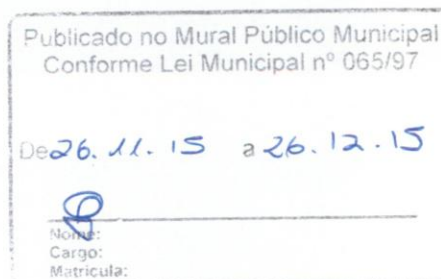 Publicado no Mural Público Municipal
Conforme Lei Municipal nº 065/97
De 26.11.15 a 26.12.15
Nome:
Cargo:
Matricula: